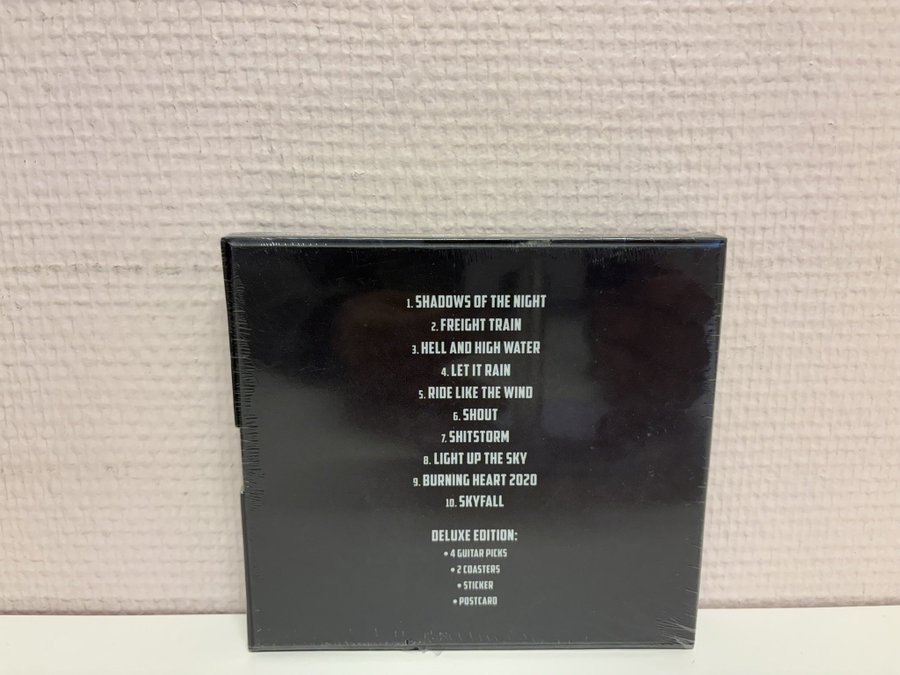 1. SHADOWS OF THE NIGHT
2. FREIGHT TRAIN
3. HELL AND HIGH WATER
4. LET IT RAIN
5. RIDE LIKE THE WIND
6. SHOUT
7. SHITSTORM
8. LIGHT UP THE SKY
9. BURNING HEART 2020
10. SKYFALL
DELUXE EDITION:
• 4 GUITAR PICKS
• 2 COASTERS
• STICKER
• POSTCARD